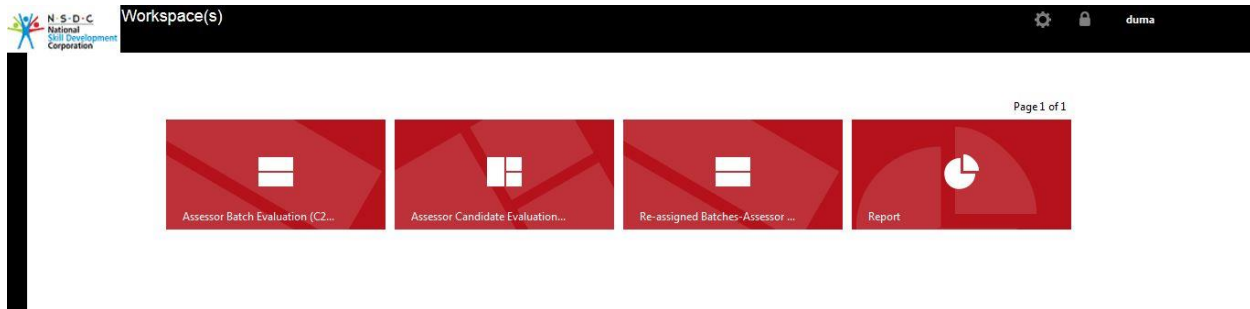 N·S·D·C
National
Skill Development
Corporation
Workspace(s)
duma
Page 1 of 1
Assessor Batch Evaluation (C2...
Assessor Candidate Evaluation...
Re-assigned Batches-Assessor ...
Report